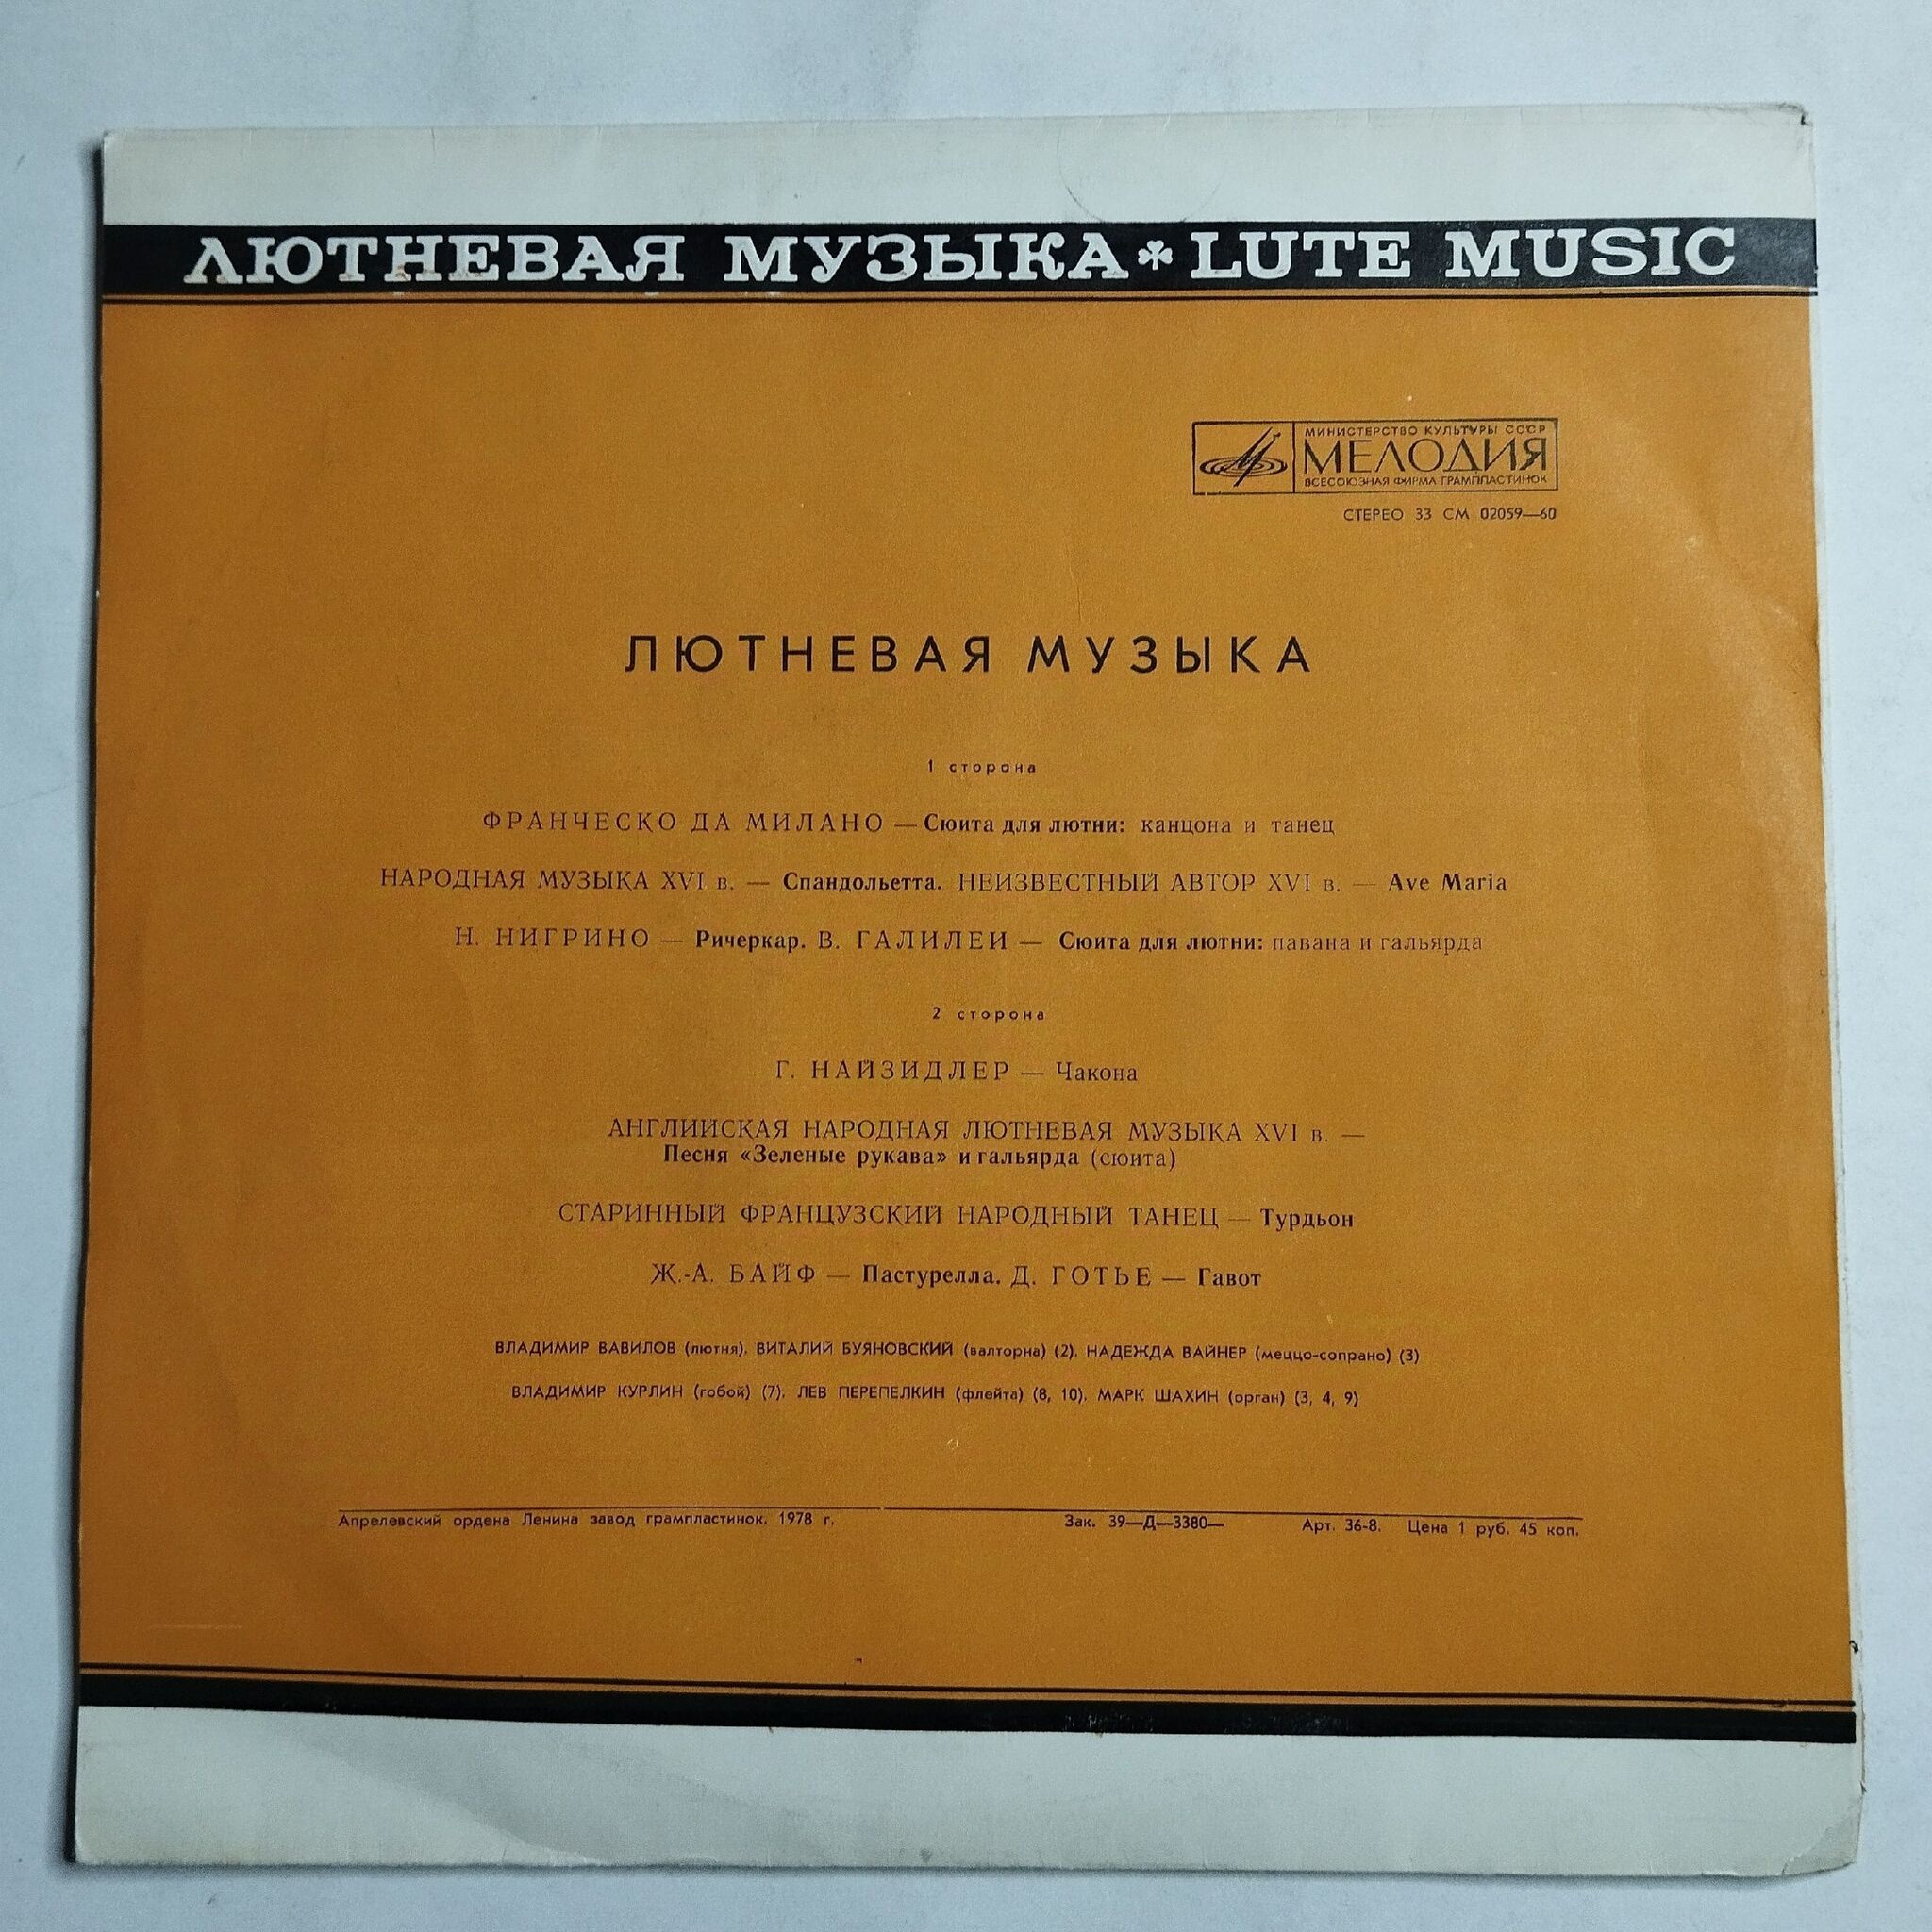 ЛЮТНЕВАЯ МУЗЫКА ☘ LUTE MUSIC
МИНИСТЕРСТВО КУЛЬТУРЫ СССР
МЕЛОДИЯ
ВСЕСОЮЗНАЯ ФИРМА ГРАМПЛАСТИНОК
СТЕРЕО 33 СМ 02059—60
ЛЮТНЕВАЯ МУЗЫКА
1 сторона
ФРАНЧЕСКО ДА МИЛАНО — Сюита для лютни: канцона и танец
НАРОДНАЯ МУЗЫКА XVI в. — Спандольетта. НЕИЗВЕСТНЫЙ АВТОР XVI в. — Ave Maria
Н. НИГРИНО — Ричеркар. В. ГАЛИЛЕИ — Сюита для лютни: павана и гальярда
2 сторона
Г. НАЙЗИДЛЕР — Чакона
АНГЛИЙСКАЯ НАРОДНАЯ ЛЮТНЕВАЯ МУЗЫКА XVI в. —
Песня «Зеленые рукава» и гальярда (сюита)
СТАРИННЫЙ ФРАНЦУЗСКИЙ НАРОДНЫЙ ТАНЕЦ — Турдьон
Ж.-А. БАЙФ — Пастурелла. Д. ГОТЬЕ — Гавот
ВЛАДИМИР ВАВИЛОВ (лютня), ВИТАЛИЙ БУЯНОВСКИЙ (валторна) (2), НАДЕЖДА ВАЙНЕР (меццо-сопрано) (3)
ВЛАДИМИР КУРЛИН (гобой) (7), ЛЕВ ПЕРЕПЕЛКИН (флейта) (8, 10), МАРК ШАХИН (орган) (3, 4, 9)
Апрелевский ордена Ленина завод грампластинок. 1978 г. Зак. 39—Д—3380— Арт. 36-8. Цена 1 руб. 45 коп.